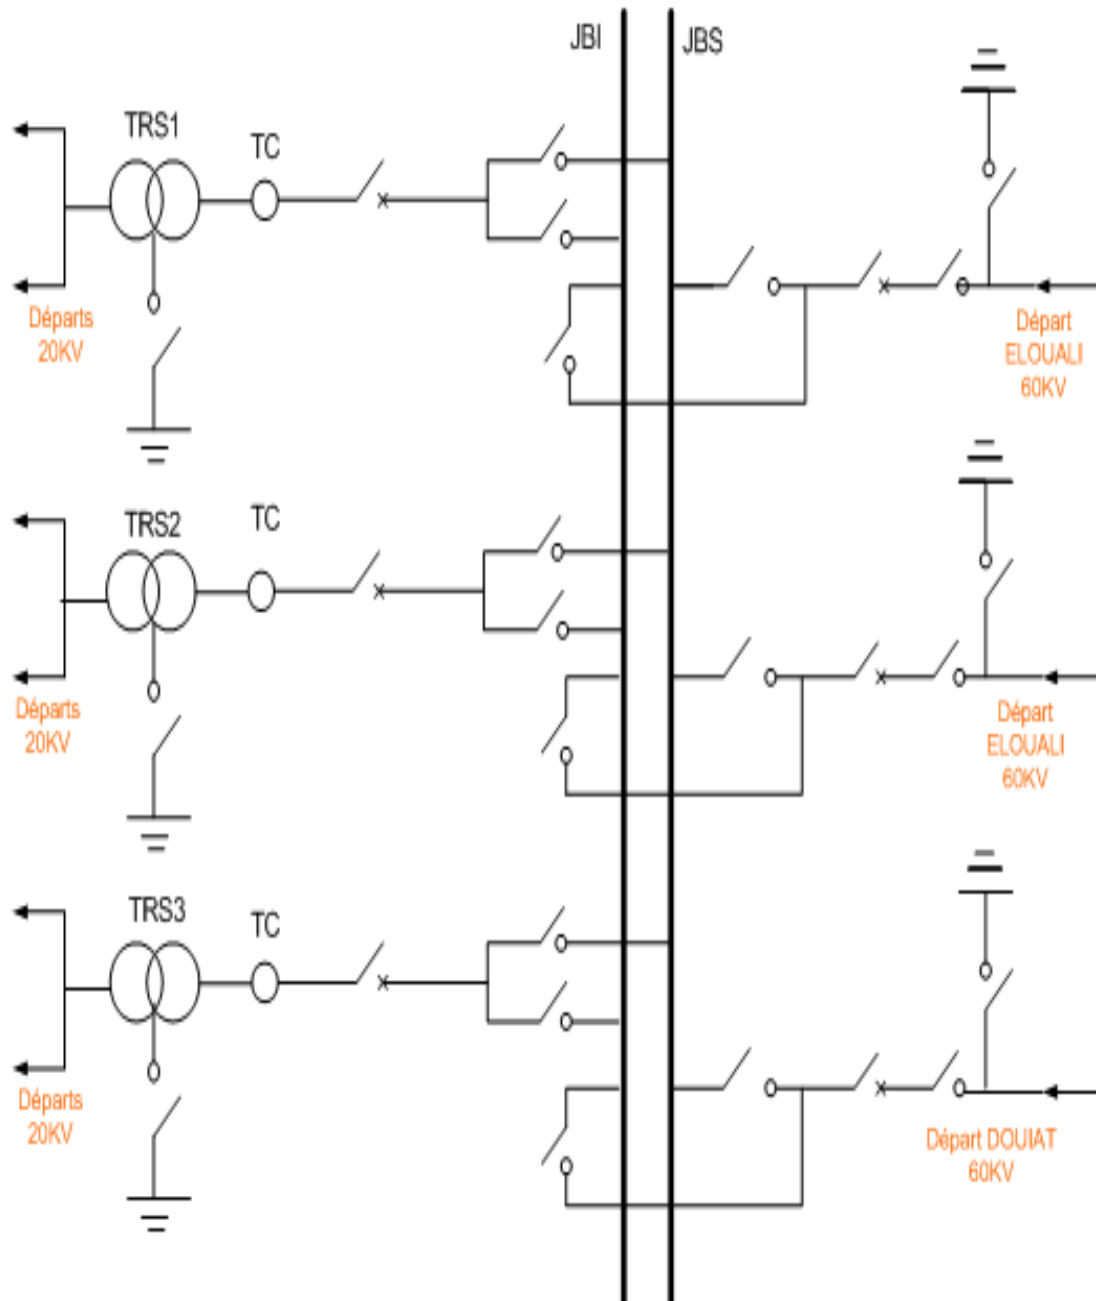 JBI
JBS
TRS1
TC
Départs
20KV
Départ
ELOUALI
60KV
TRS2
TC
Départs
20KV
Départ
ELOUALI
60KV
TRS3
TC
Départs
20KV
Départ DOUIAT
60KV